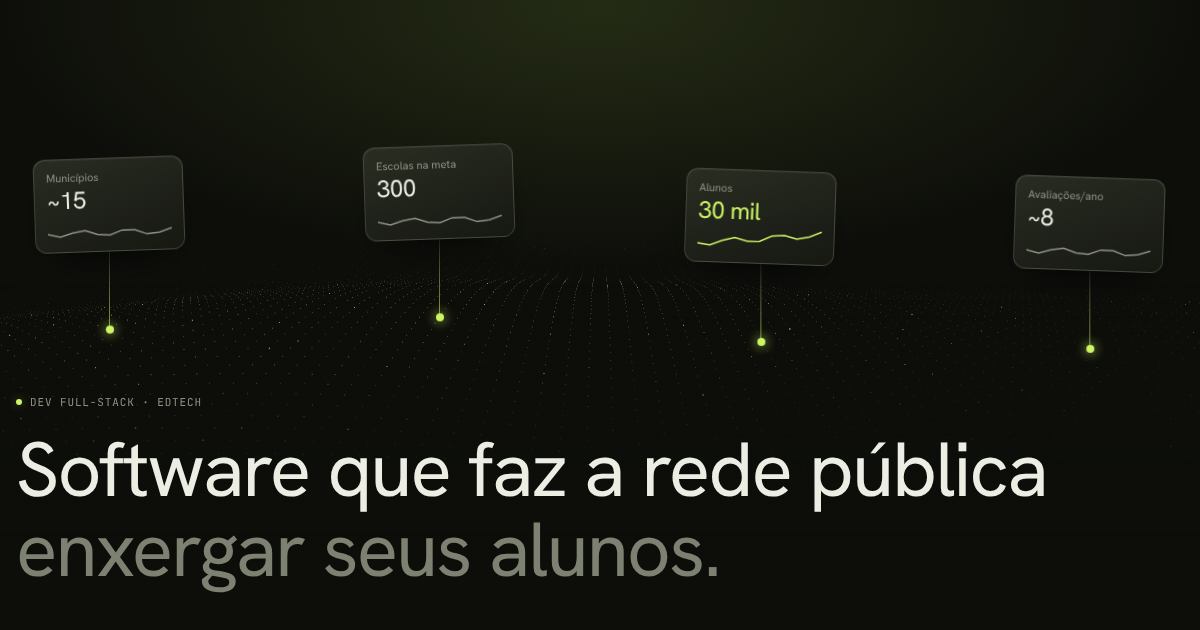 Municípios
~15
Escolas na meta
300
Alunos
30 mil
Avaliações/ano
~8
DEV FULL-STACK · EDTECH
Software que faz a rede pública
enxergar seus alunos.